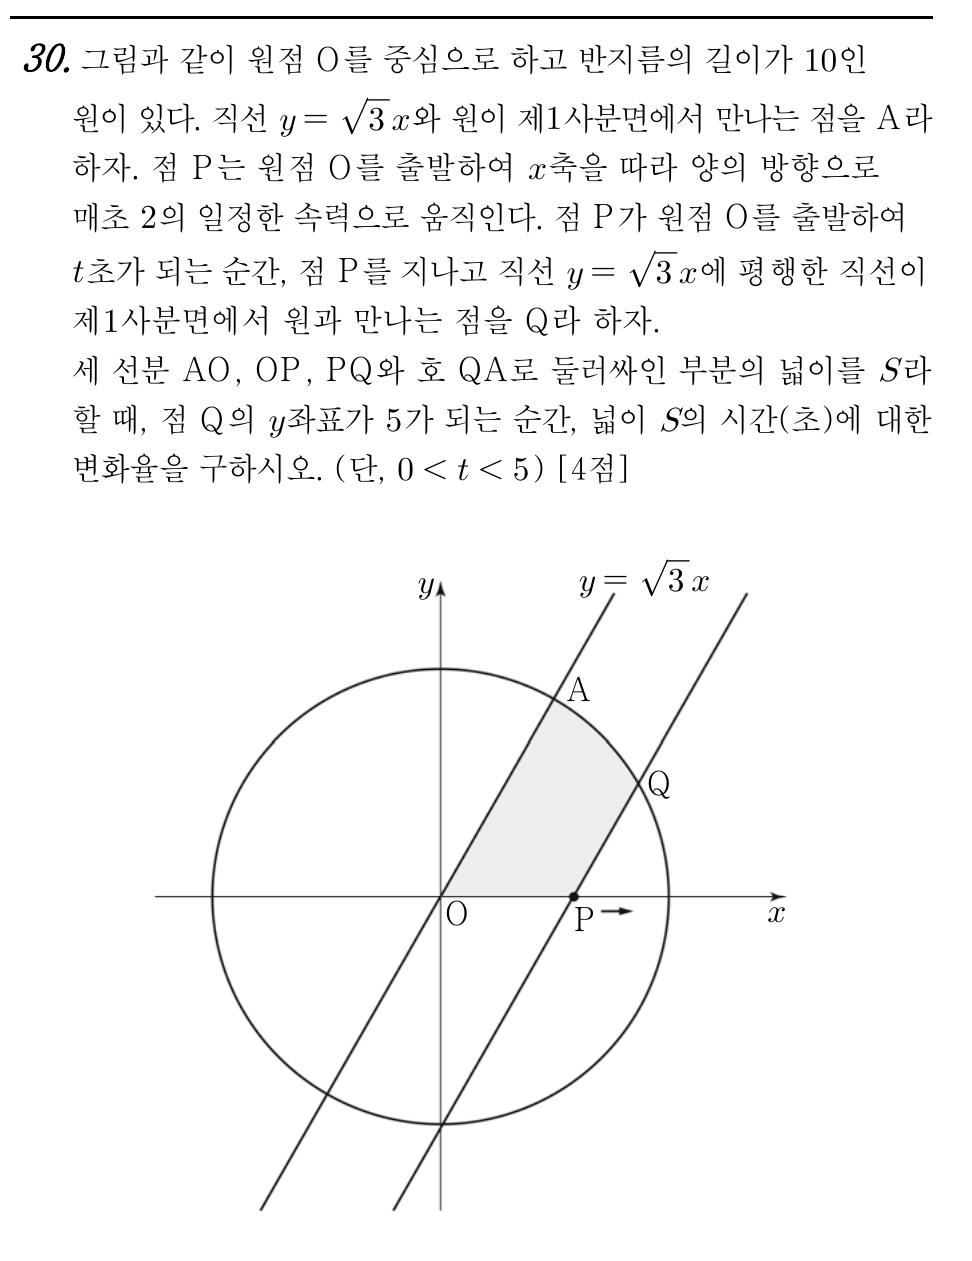 30. 그림과 같이 원점 O를 중심으로 하고 반지름의 길이가 10인
원이 있다. 직선 y = √3 x와 원이 제1사분면에서 만나는 점을 A라
하자. 점 P는 원점 O를 출발하여 x축을 따라 양의 방향으로
매초 2의 일정한 속력으로 움직인다. 점 P가 원점 O를 출발하여
t초가 되는 순간, 점 P를 지나고 직선 y = √3 x에 평행한 직선이
제1사분면에서 원과 만나는 점을 Q라 하자.
세 선분 AO, OP, PQ와 호 QA로 둘러싸인 부분의 넓이를 S라
할 때, 점 Q의 y좌표가 5가 되는 순간, 넓이 S의 시간(초)에 대한
변화율을 구하시오. (단, 0 < t < 5) [4점]
y
y = √3 x
A
Q
O
P
x